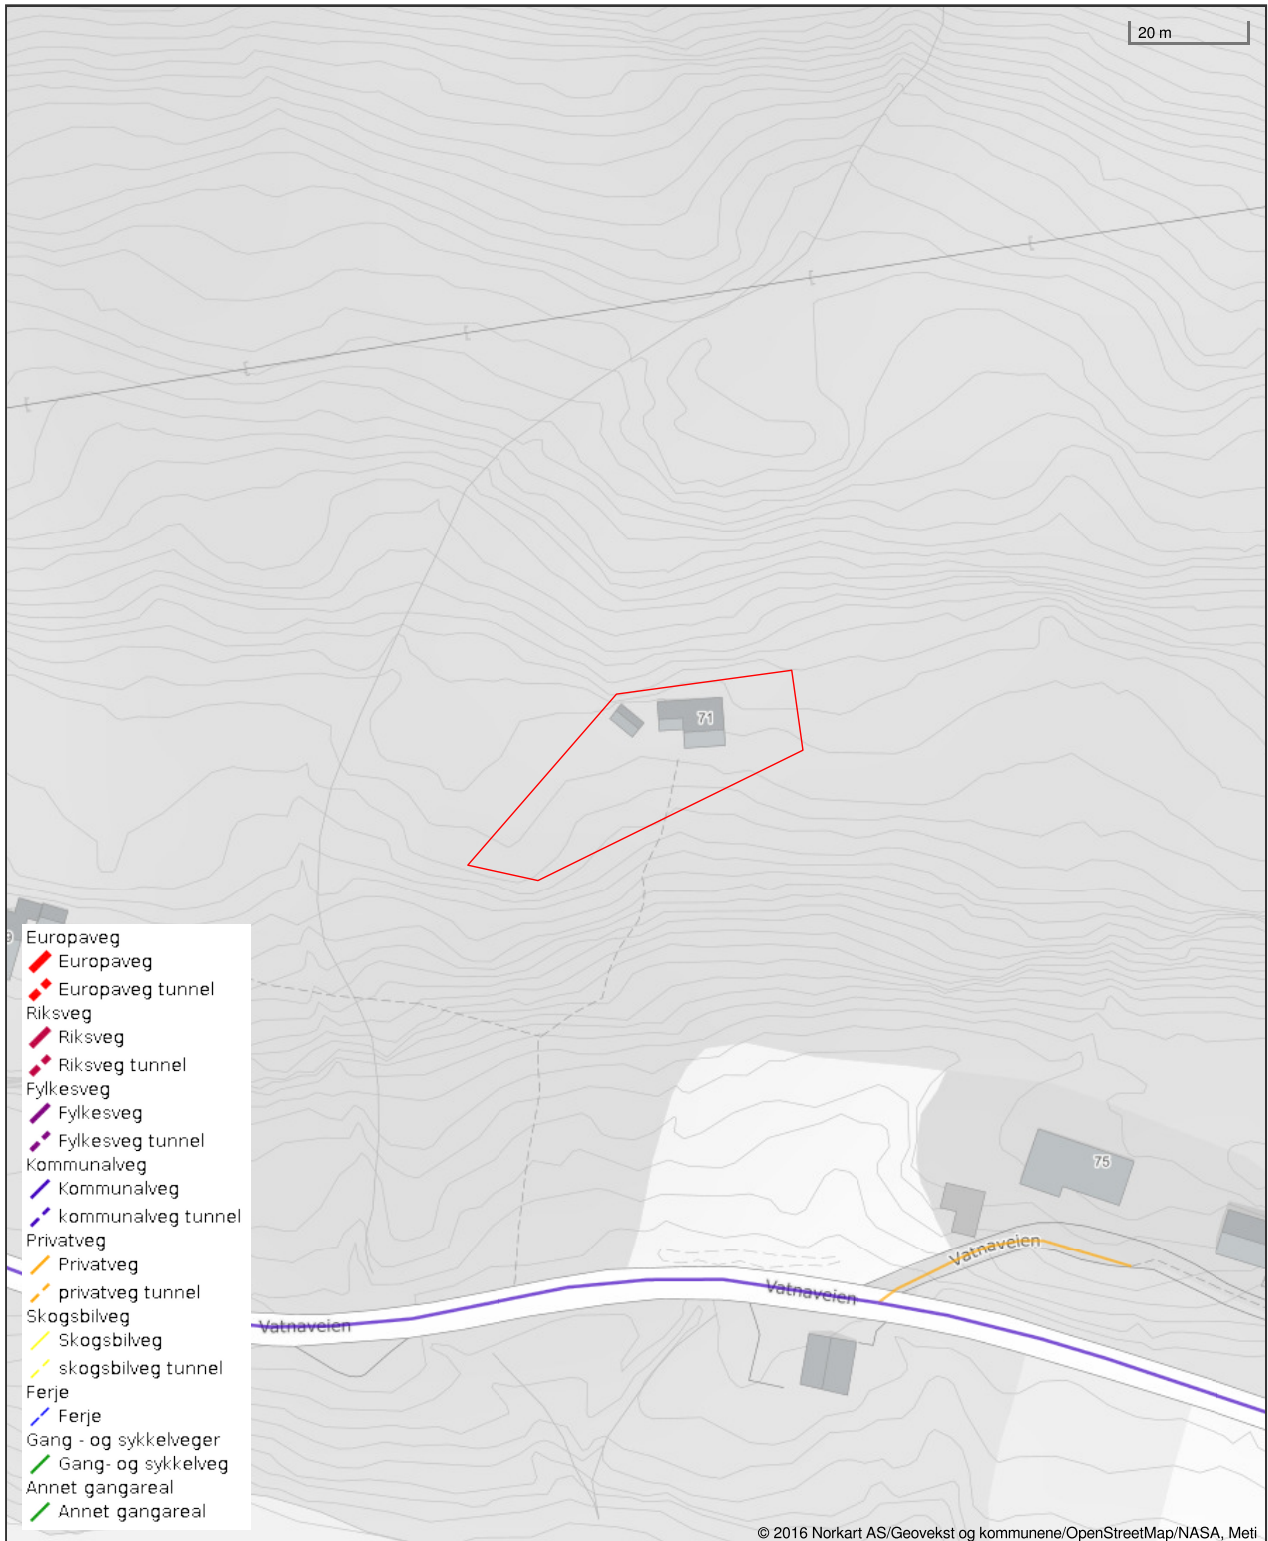 20 m
71
9
Europaveg
Europaveg
Europaveg tunnel
Riksveg
Riksveg
Riksveg tunnel
Fylkesveg
Fylkesveg
Fylkesveg tunnel
Kommunalveg
Kommunalveg
kommunalveg tunnel
Privatveg
Privatveg
privatveg tunnel
Skogsbilveg
Skogsbilveg
skogsbilveg tunnel
Ferje
Ferje
Gang - og sykkelveger
Gang- og sykkelveg
Annet gangareal
Annet gangareal
75
Vatnaveien
Vatnaveien
Vatnaveien
© 2016 Norkart AS/Geovekst og kommunene/OpenStreetMap/NASA, Meti